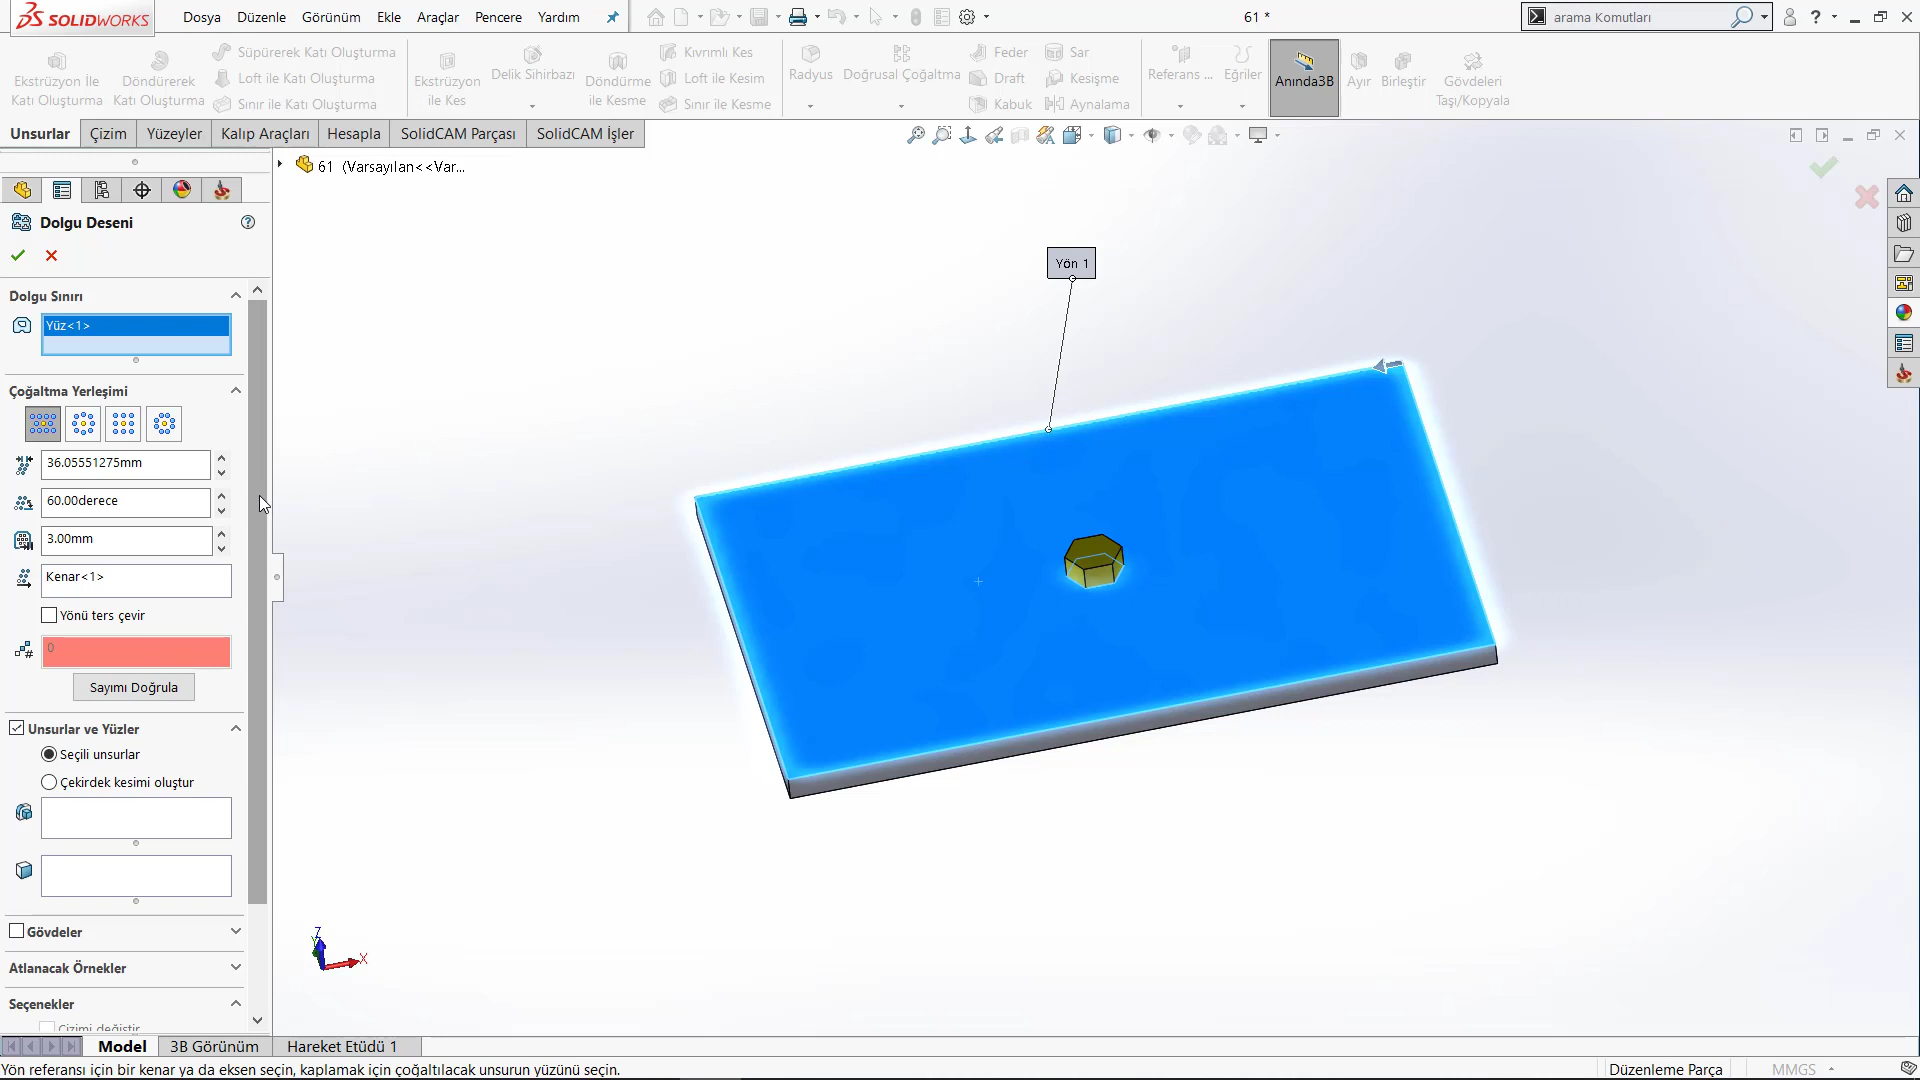 SOLIDWORKS
Dosya Düzenle Görünüm Ekle Araçlar Pencere Yardım
61 *
arama Komutları
Ekstrüzyon İle Katı Oluşturma
Döndürerek Katı Oluşturma
Süpürerek Katı Oluşturma
Loft ile Katı Oluşturma
Sınır ile Katı Oluşturma
Ekstrüzyon ile Kes
Delik Sihirbazı
Döndürme ile Kesme
Kıvrımlı Kes
Loft ile Kesim
Sınır ile Kesme
Radyus
Doğrusal Çoğaltma
Feder
Draft
Kabuk
Sar
Kesişme
Aynalama
Referans ...
Eğriler
Anında3B
Ayır
Birleştir
Gövdeleri Taşı/Kopyala
Unsurlar Çizim Yüzeyler Kalıp Araçları Hesapla SolidCAM Parçası SolidCAM İşler
61 (Varsayılan<<Var...
Dolgu Deseni
Dolgu Sınırı
Yüz<1>
Çoğaltma Yerleşimi
36.05551275mm
60.00derece
3.00mm
Kenar<1>
Yönü ters çevir
0
Sayımı Doğrula
Unsurlar ve Yüzler
Seçili unsurlar
Çekirdek kesimi oluştur
Gövdeler
Atlanacak Örnekler
Seçenekler
Çizimi değiştir
Yön 1
Z
Y
X
Model 3B Görünüm Hareket Etüdü 1
Yön referansı için bir kenar ya da eksen seçin, kaplamak için çoğaltılacak unsurun yüzünü seçin.
Düzenleme Parça
MMGS